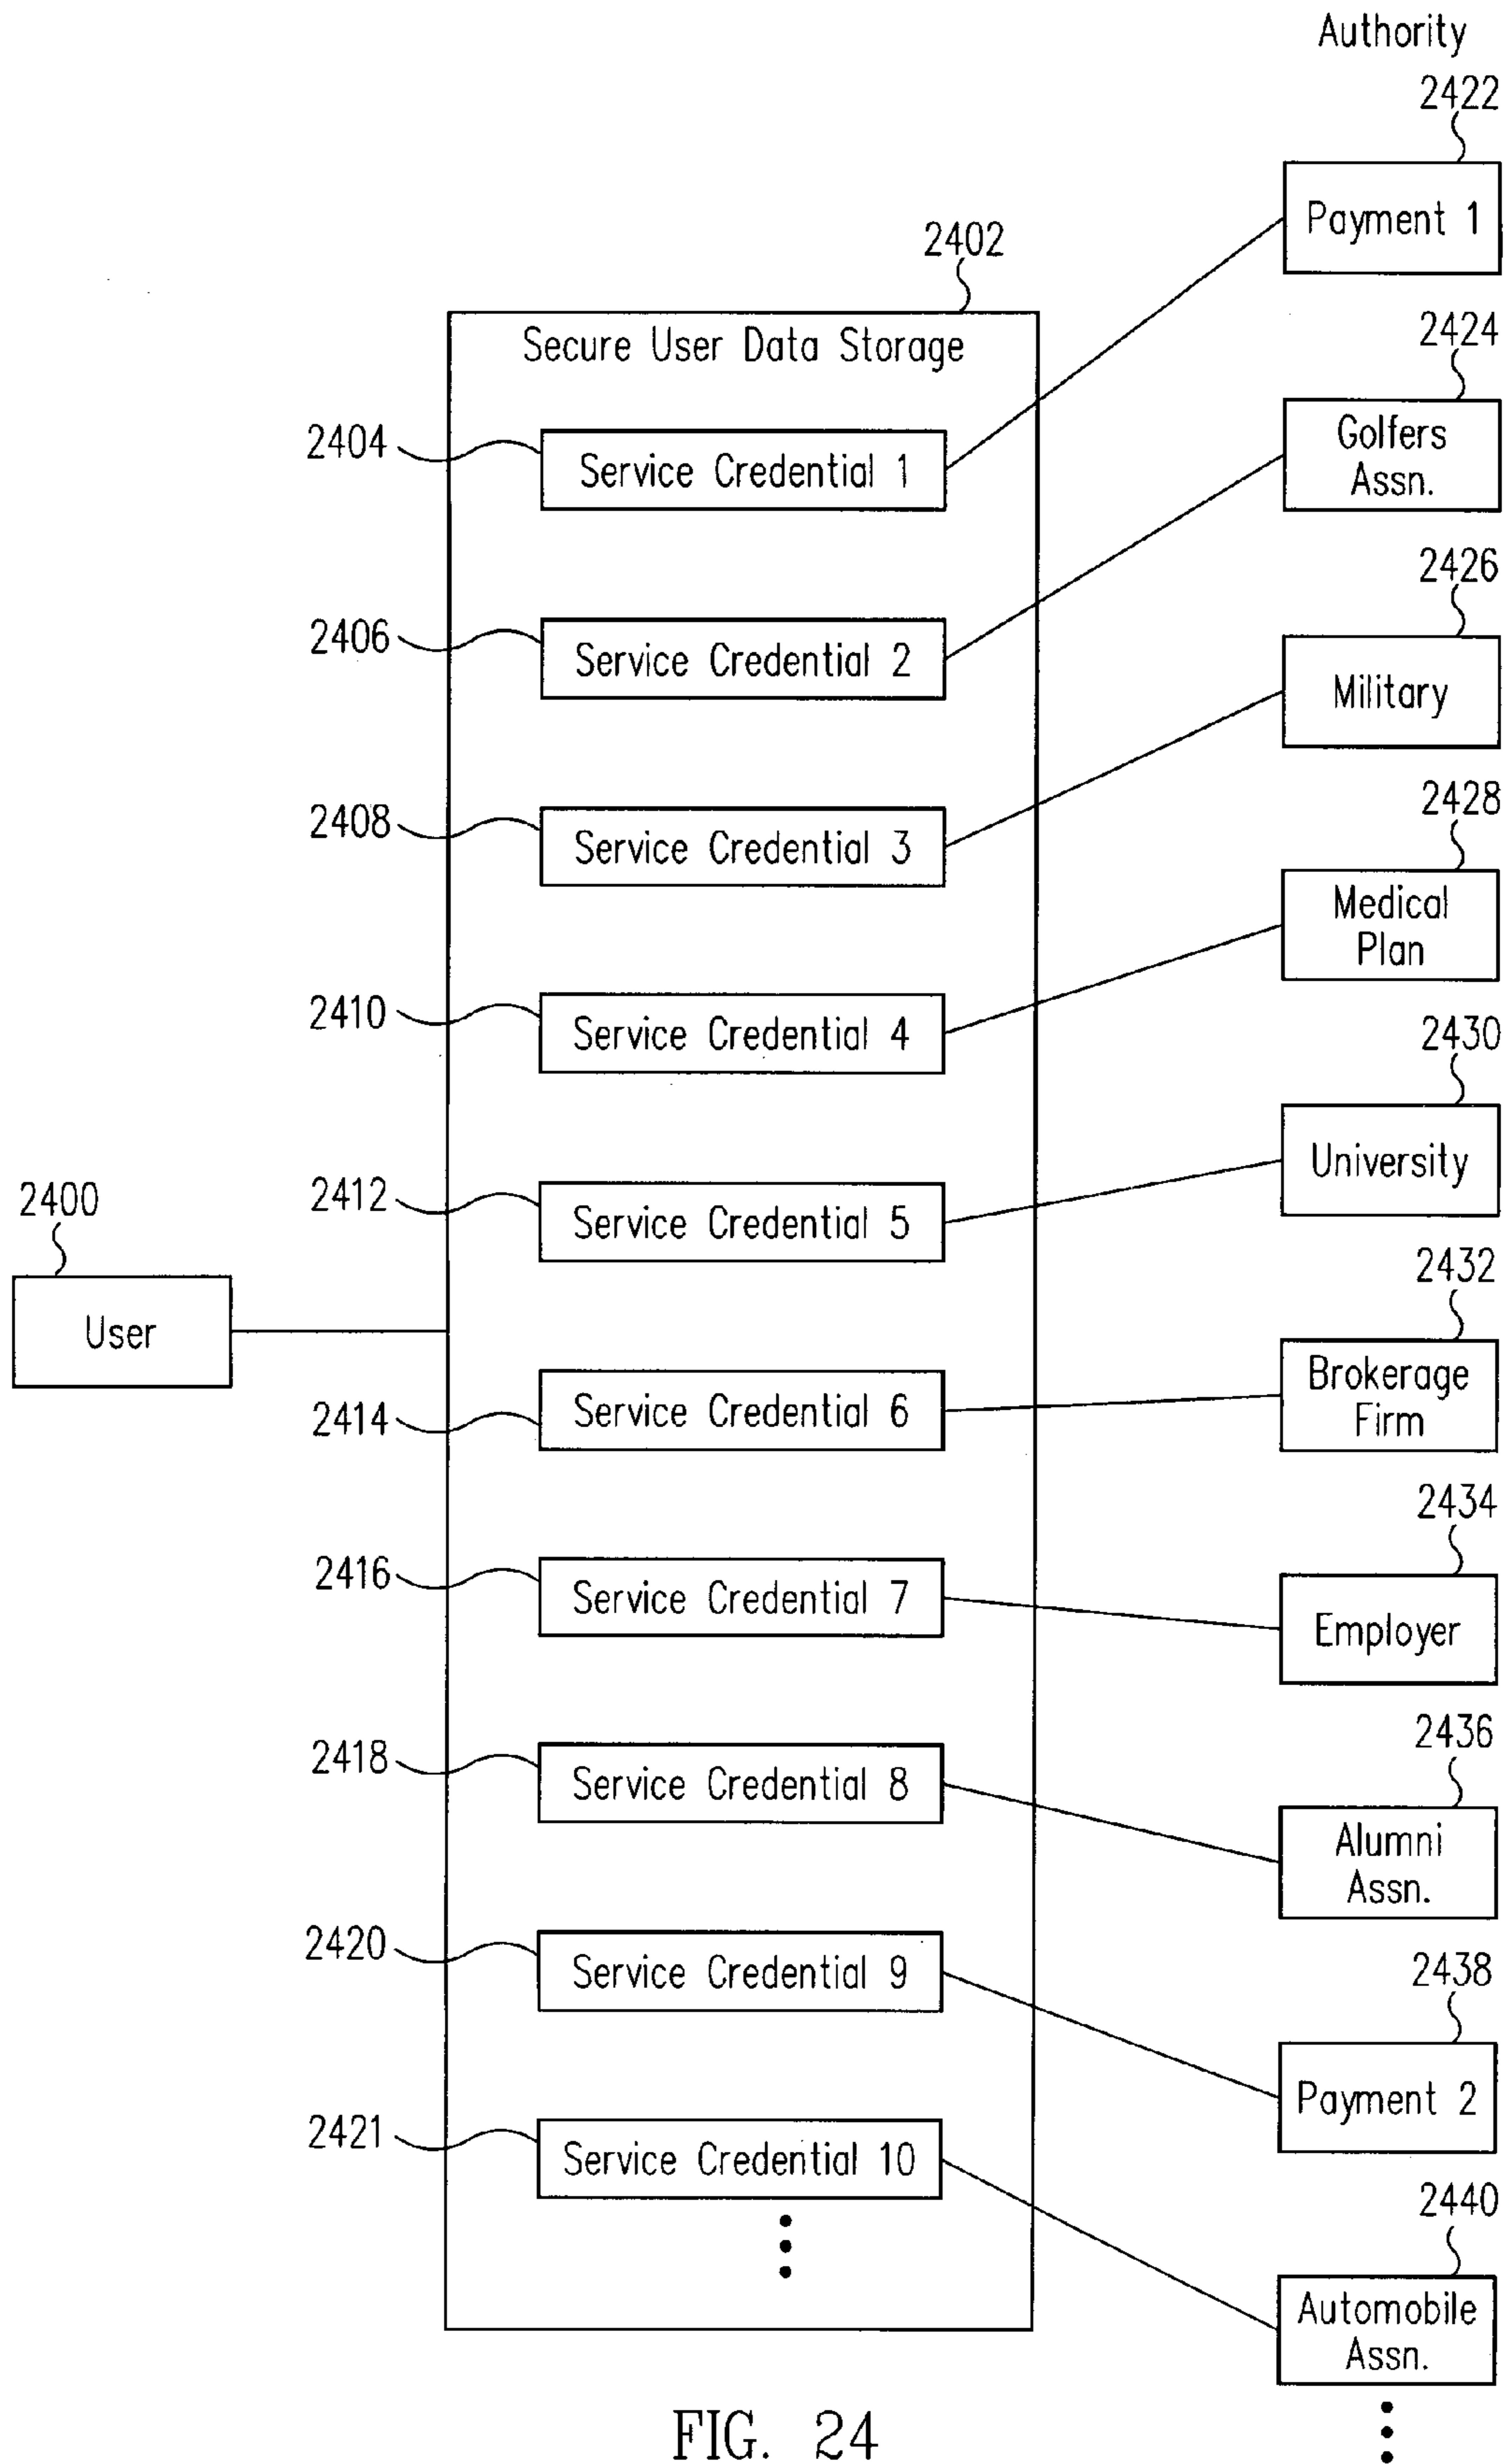 Authority
2422
Payment 1
2402
Secure User Data Storage
2424
Golfers
Assn.
2404
Service Credential 1
2426
Military
2406
Service Credential 2
2428
Medical
Plan
2408
Service Credential 3
2430
University
2410
Service Credential 4
2400
User
2412
Service Credential 5
2432
Brokerage
Firm
2414
Service Credential 6
2434
Employer
2416
Service Credential 7
2436
Alumni
Assn.
2418
Service Credential 8
2438
Payment 2
2420
Service Credential 9
2440
Automobile
Assn.
2421
Service Credential 10
FIG. 24